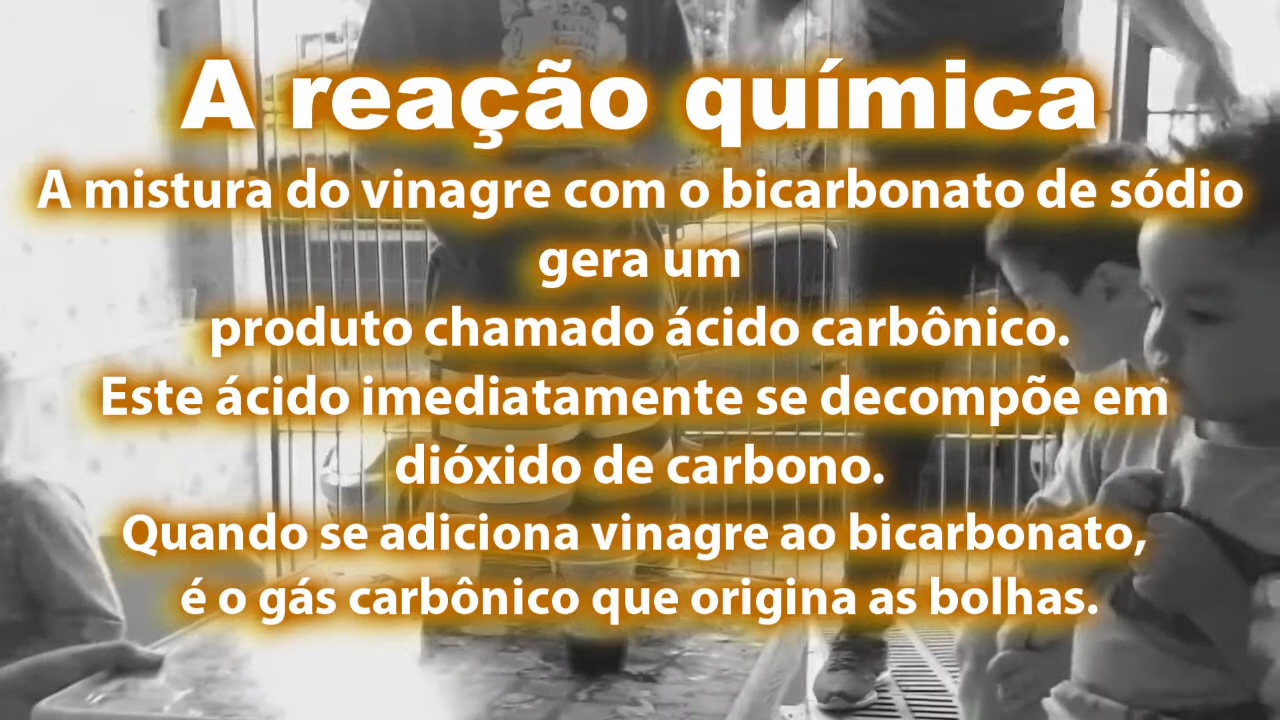 A reação química
A mistura do vinagre com o bicarbonato de sódio
gera um
produto chamado ácido carbônico.
Este ácido imediatamente se decompõe em
dióxido de carbono.
Quando se adiciona vinagre ao bicarbonato,
é o gás carbônico que origina as bolhas.